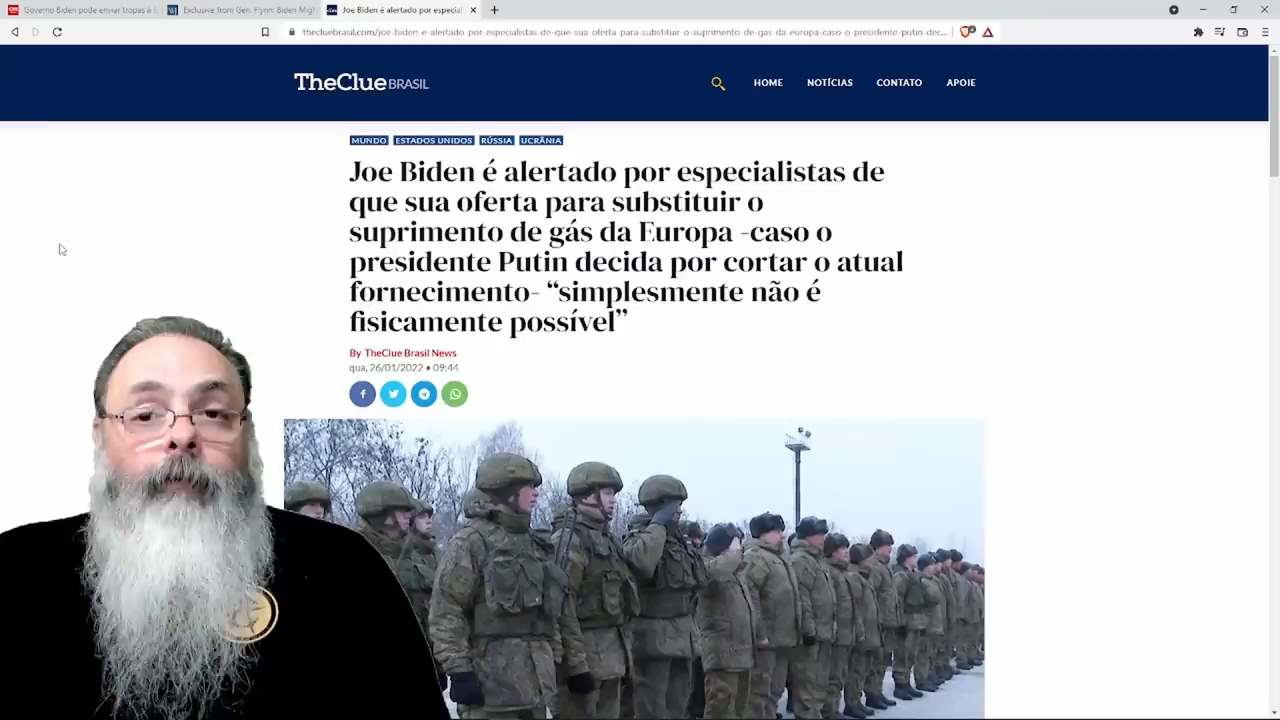 Governo Biden pode enviar tropas à E
Exclusive from Gen. Flynn: Biden Migh
Joe Biden é alertado por especial
thecluebrasil.com/joe-biden-e-alertado-por-especialistas-de-que-sua-oferta-para-substituir-o-suprimento-de-gas-da-europa-caso-o-presidente-putin-dec...
TheClue BRASIL
HOME NOTÍCIAS CONTATO APOIE
MUNDO ESTADOS UNIDOS RÚSSIA UCRÂNIA
Joe Biden é alertado por especialistas de
que sua oferta para substituir o
suprimento de gás da Europa -caso o
presidente Putin decida por cortar o atual
fornecimento- “simplesmente não é
fisicamente possível”
By TheClue Brasil News
qua, 26/01/2022 • 09:44